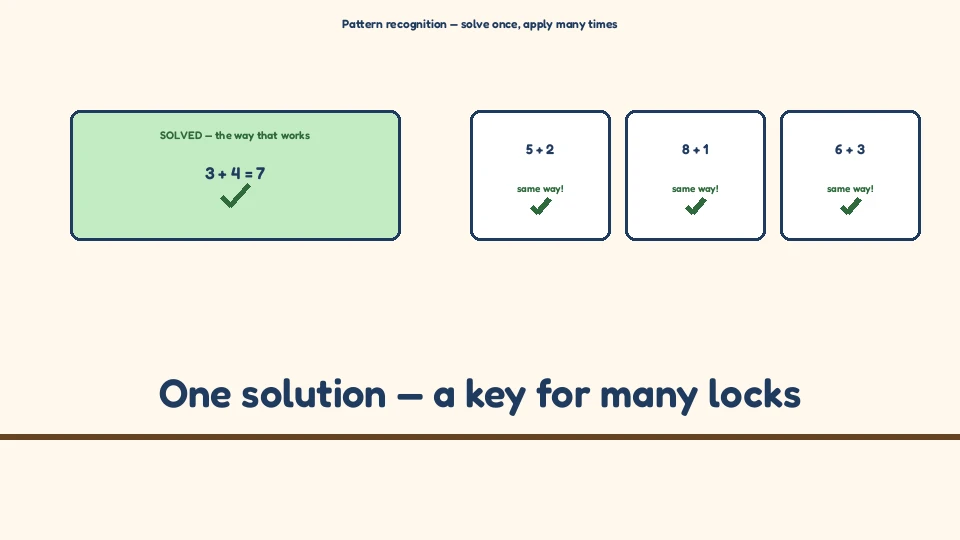 Pattern recognition — solve once, apply many times
SOLVED — the way that works
3 + 4 = 7
5 + 2
same way!
8 + 1
same way!
6 + 3
same way!
One solution — a key for many locks